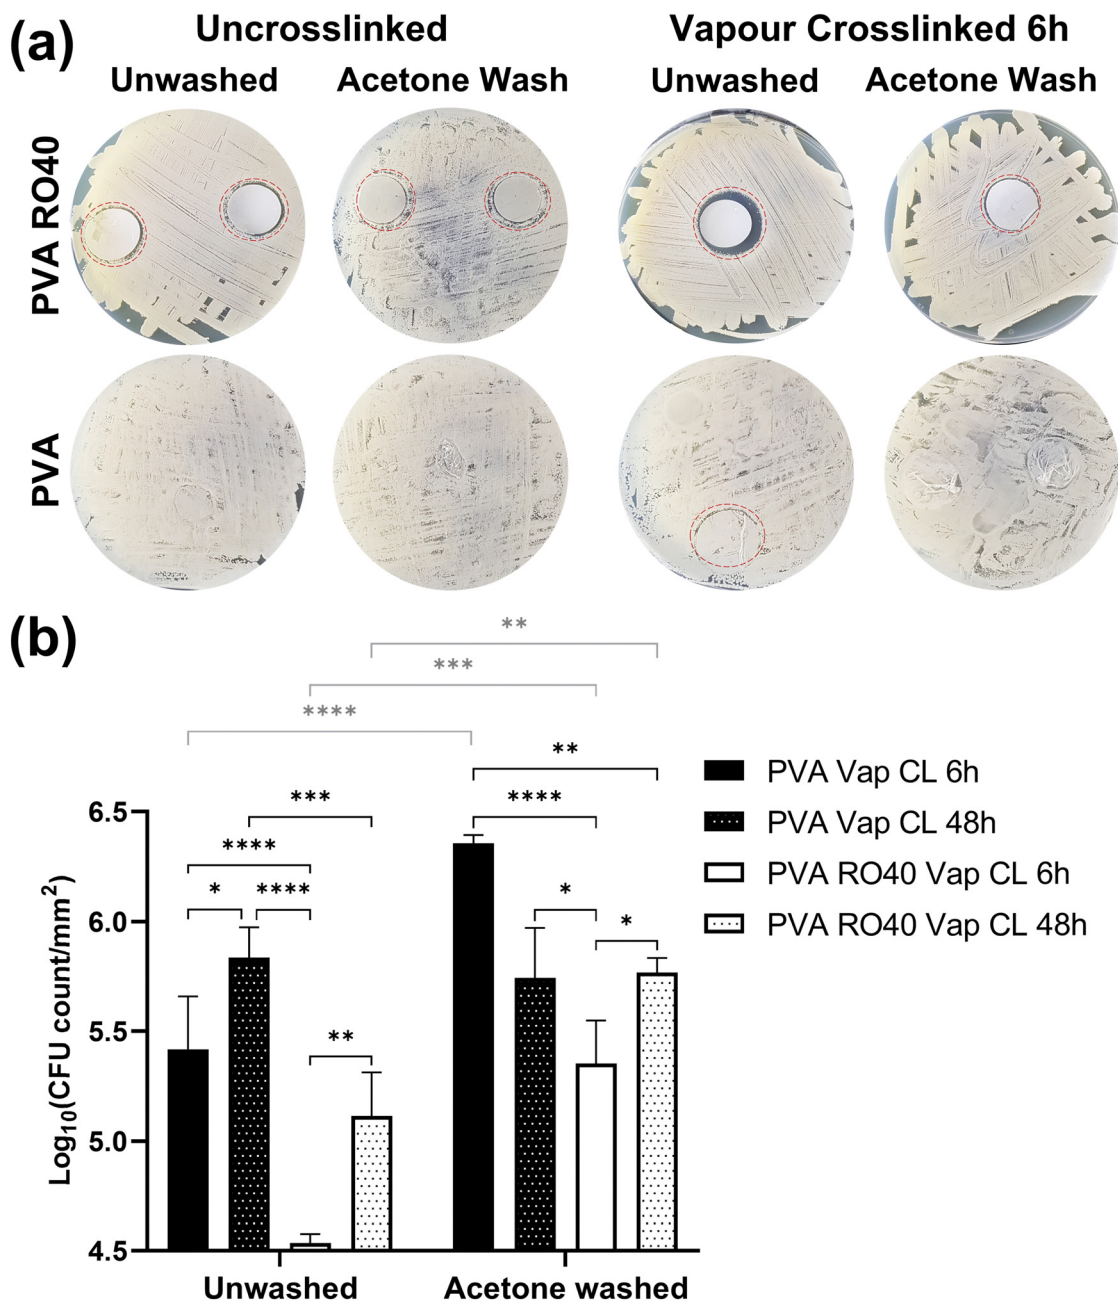 (a)
Uncrosslinked
Vapour Crosslinked 6h
Unwashed
Acetone Wash
Unwashed
Acetone Wash
PVA RO40
PVA
(b)
**
***
****
**
***
****
****
*
****
*
*
**
PVA Vap CL 6h
PVA Vap CL 48h
PVA RO40 Vap CL 6h
PVA RO40 Vap CL 48h
Log₁₀(CFU count/mm²)
6.5
6.0
5.5
5.0
4.5
Unwashed
Acetone washed